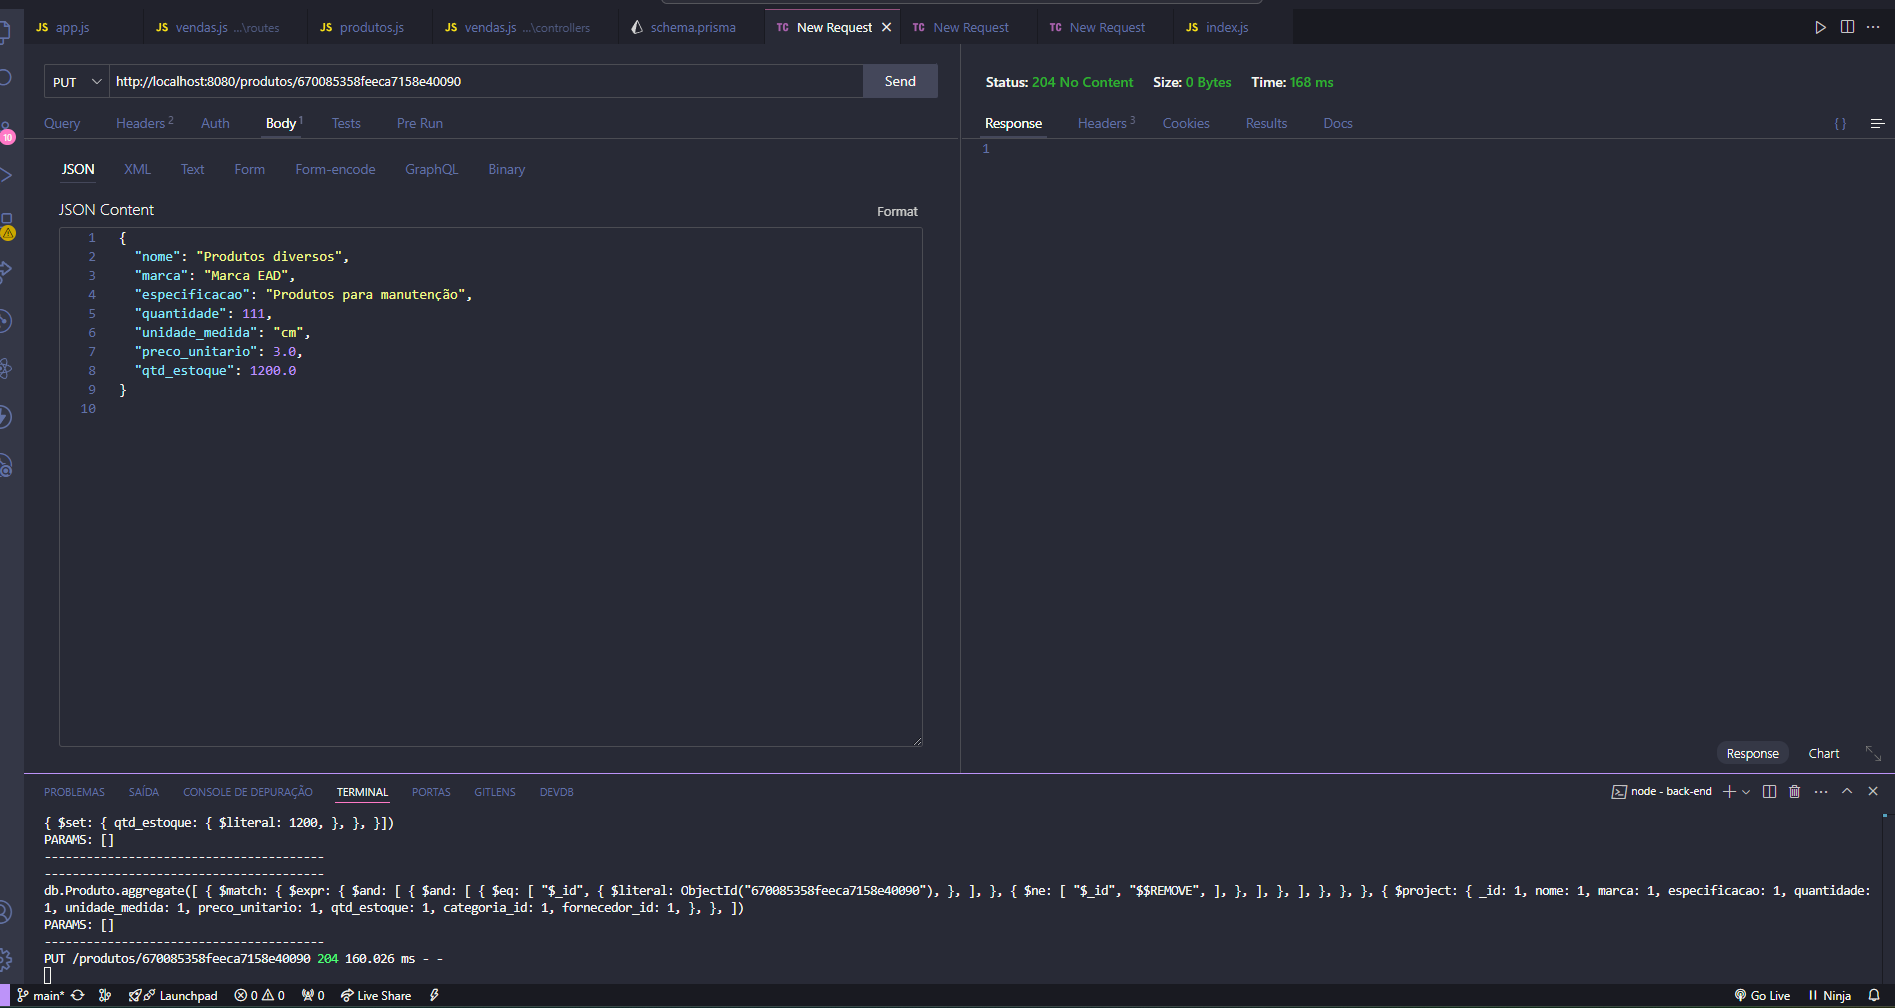 JS app.js JS vendas.js ...\routes JS produtos.js JS vendas.js ...\controllers schema.prisma TC New Request TC New Request TC New Request JS index.js
PUT http://localhost:8080/produtos/670085358feeca7158e40090 Send
Status: 204 No Content Size: 0 Bytes Time: 168 ms
Query Headers 2 Auth Body 1 Tests Pre Run
Response Headers 3 Cookies Results Docs { }
10
1
JSON XML Text Form Form-encode GraphQL Binary
JSON Content Format
1 {
2 "nome": "Produtos diversos",
3 "marca": "Marca EAD",
4 "especificacao": "Produtos para manutenção",
5 "quantidade": 111,
6 "unidade_medida": "cm",
7 "preco_unitario": 3.0,
8 "qtd_estoque": 1200.0
9 }
10
Response Chart
PROBLEMAS SAÍDA CONSOLE DE DEPURAÇÃO TERMINAL PORTAS GITLENS DEVDB node - back-end
{ $set: { qtd_estoque: { $literal: 1200, }, }, }])
PARAMS: []
----------------------------------------
----------------------------------------
db.Produto.aggregate([ { $match: { $expr: { $and: [ { $and: [ { $eq: [ "$_id", { $literal: ObjectId("670085358feeca7158e40090"), }, ], }, { $ne: [ "$_id", "$$REMOVE", ], }, ], }, ], }, }, }, { $project: { _id: 1, nome: 1, marca: 1, especificacao: 1, quantidade:
1, unidade_medida: 1, preco_unitario: 1, qtd_estoque: 1, categoria_id: 1, fornecedor_id: 1, }, }, ])
PARAMS: []
----------------------------------------
PUT /produtos/670085358feeca7158e40090 204 160.026 ms - -
main* Launchpad 0 0 0 Live Share Go Live Ninja